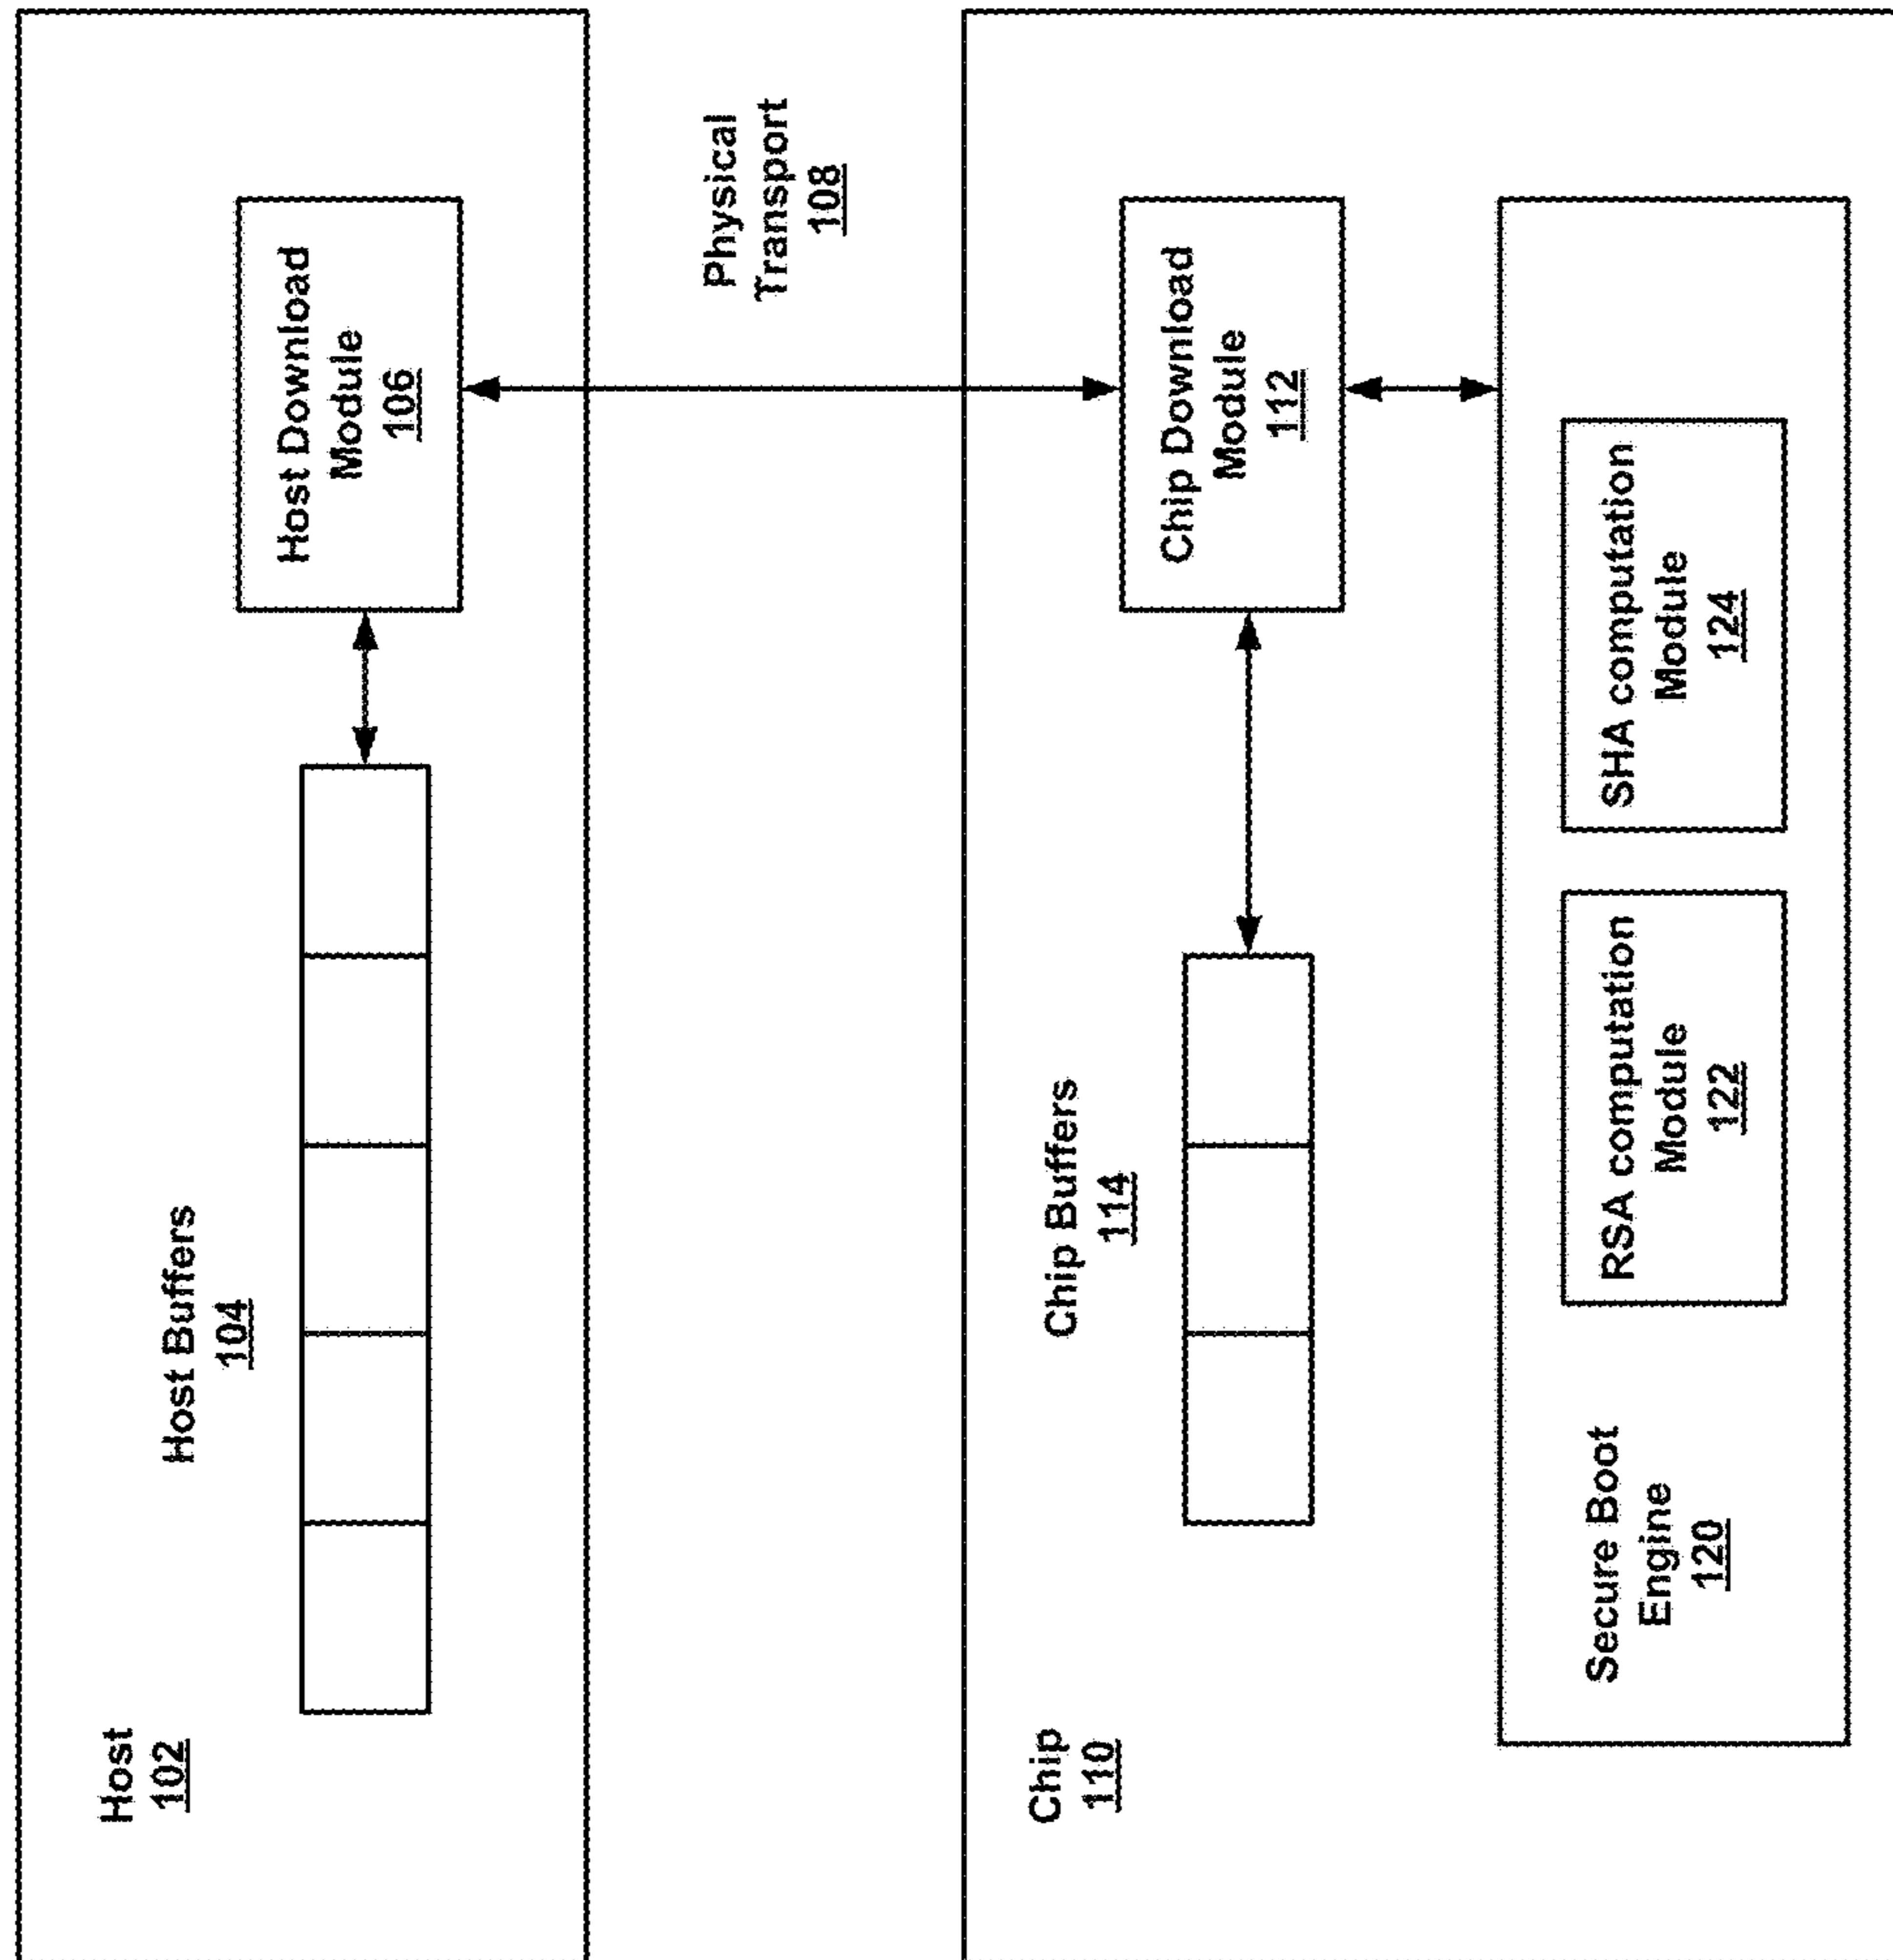 Host
102
Host Buffers
104
Host Download
Module
106
Physical
Transport
108
Chip
110
Chip Buffers
114
Chip Download
Module
112
Secure Boot
Engine
120
RSA computation
Module
122
SHA computation
Module
124